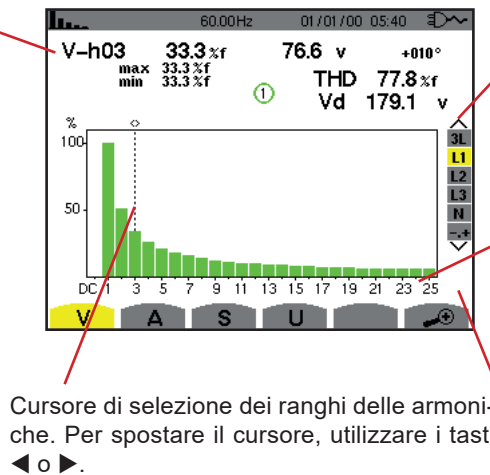 60.00Hz 01/01/00 05:40
V-h03 33.3 %f 76.6 v +010°
max 33.3 %f
min 33.3 %f
THD 77.8 %f
1
Vd 179.1 v
%
100
50
3L
L1
L2
L3
N
-.+
DC 1 3 5 7 9 11 13 15 17 19 21 23 25
V A S U
Cursore di selezione dei ranghi delle armoni-
che. Per spostare il cursore, utilizzare i tast
◄ o ►.